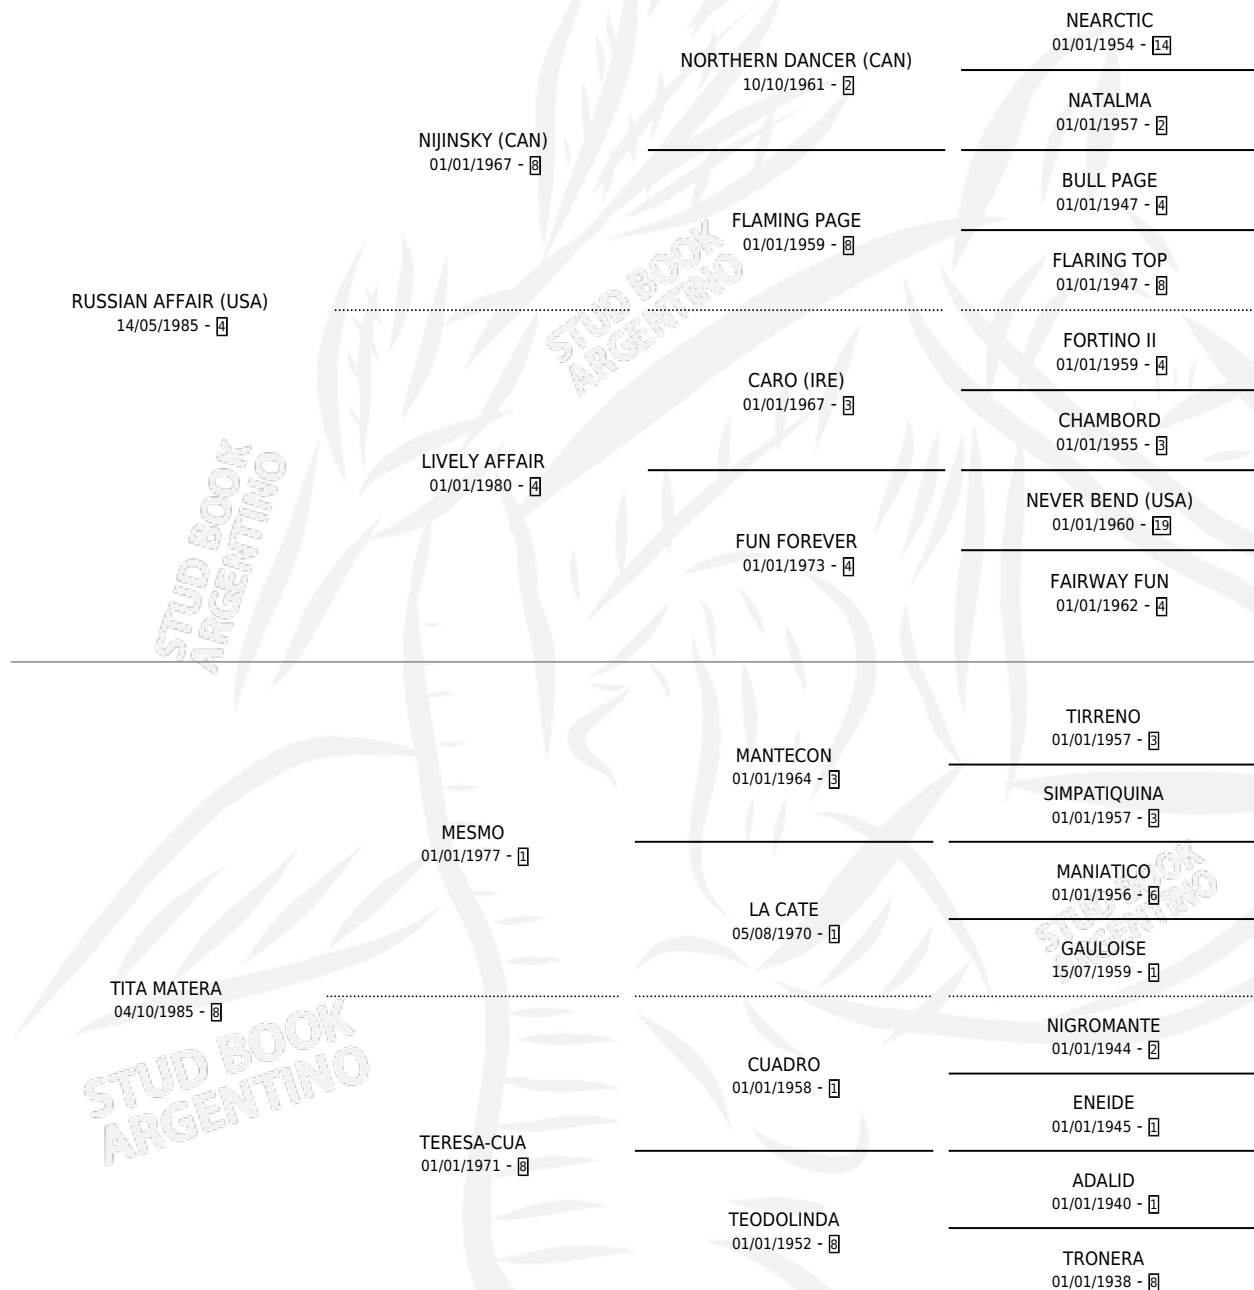 NEARCTIC
01/01/1954 - 14
NORTHERN DANCER (CAN)
10/10/1961 - 2
NATALMA
01/01/1957 - 2
NIJINSKY (CAN)
01/01/1967 - 8
BULL PAGE
01/01/1947 - 4
FLAMING PAGE
01/01/1959 - 8
FLARING TOP
01/01/1947 - 8
RUSSIAN AFFAIR (USA)
14/05/1985 - 4
FORTINO II
01/01/1959 - 4
CARO (IRE)
01/01/1967 - 3
CHAMBORD
01/01/1955 - 3
LIVELY AFFAIR
01/01/1980 - 4
NEVER BEND (USA)
01/01/1960 - 19
FUN FOREVER
01/01/1973 - 4
FAIRWAY FUN
01/01/1962 - 4
TIRRENO
01/01/1957 - 3
MANTECON
01/01/1964 - 3
SIMPATIQUINA
01/01/1957 - 3
MESMO
01/01/1977 - 1
MANIATICO
01/01/1956 - 6
LA CATE
05/08/1970 - 1
GAULOISE
15/07/1959 - 1
TITA MATERA
04/10/1985 - 8
NIGROMANTE
01/01/1944 - 2
CUADRO
01/01/1958 - 1
ENEIDE
01/01/1945 - 1
TERESA-CUA
01/01/1971 - 8
ADALID
01/01/1940 - 1
TEODOLINDA
01/01/1952 - 8
TRONERA
01/01/1938 - 8
STUD BOOK
ARGENTINO
STUD BOOK
ARGENTINO
STUD BOOK
ARGENTINO
STUD BOOK
ARGENTINO